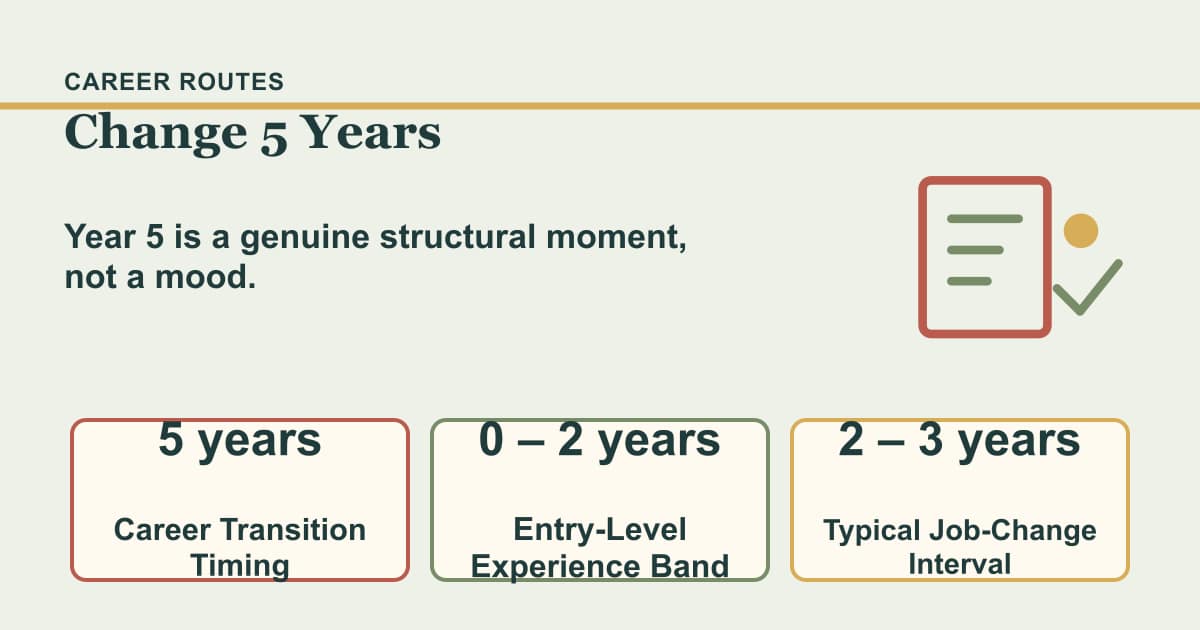 CAREER ROUTES
Change 5 Years
Year 5 is a genuine structural moment,
not a mood.
5 years
Career Transition
Timing
0 – 2 years
Entry-Level
Experience Band
2 – 3 years
Typical Job-Change
Interval